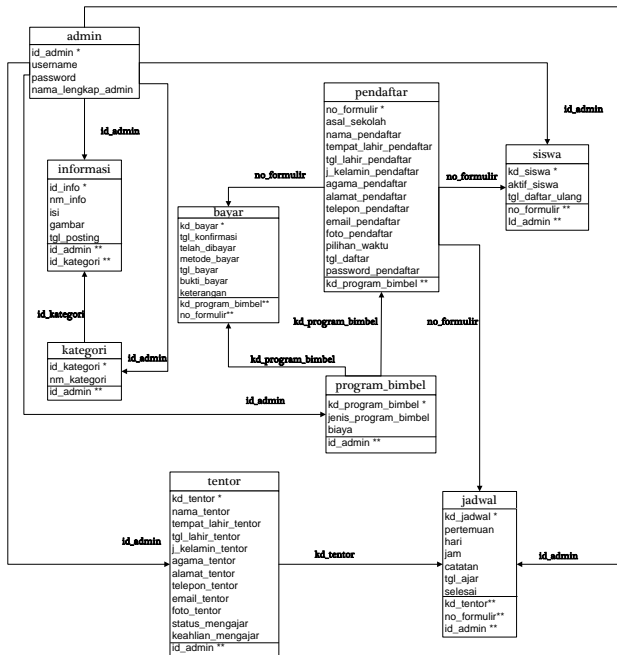 admin
id_admin *
username
password
nama_lengkap_admin
id_admin
informasi
id_info *
nm_info
isi
gambar
tgl_posting
id_admin **
id_kategori **
id_kategori
kategori
id_kategori *
nm_kategori
id_admin **
id_admin
no_formulir
bayar
kd_bayar *
tgl_konfirmasi
telah_dibayar
metode_bayar
tgl_bayar
bukti_bayar
keterangan
kd_program_bimbel**
no_formulir**
kd_program_bimbel
pendaftar
no_formulir *
asal_sekolah
nama_pendaftar
tempat_lahir_pendaftar
tgl_lahir_pendaftar
j_kelamin_pendaftar
agama_pendaftar
alamat_pendaftar
telepon_pendaftar
email_pendaftar
foto_pendaftar
pilihan_waktu
tgl_daftar
password_pendaftar
kd_program_bimbel **
kd_program_bimbel
no_formulir
id_admin
no_formulir
siswa
kd_siswa *
aktif_siswa
tgl_daftar_ulang
no_formulir **
Id_admin **
id_admin
program_bimbel
kd_program_bimbel *
jenis_program_bimbel
biaya
id_admin **
id_admin
tentor
kd_tentor *
nama_tentor
tempat_lahir_tentor
tgl_lahir_tentor
j_kelamin_tentor
agama_tentor
alamat_tentor
telepon_tentor
email_tentor
foto_tentor
status_mengajar
keahlian_mengajar
id_admin **
kd_tentor
jadwal
kd_jadwal *
pertemuan
hari
jam
catatan
tgl_ajar
selesai
kd_tentor**
no_formulir**
id_admin **
id_admin